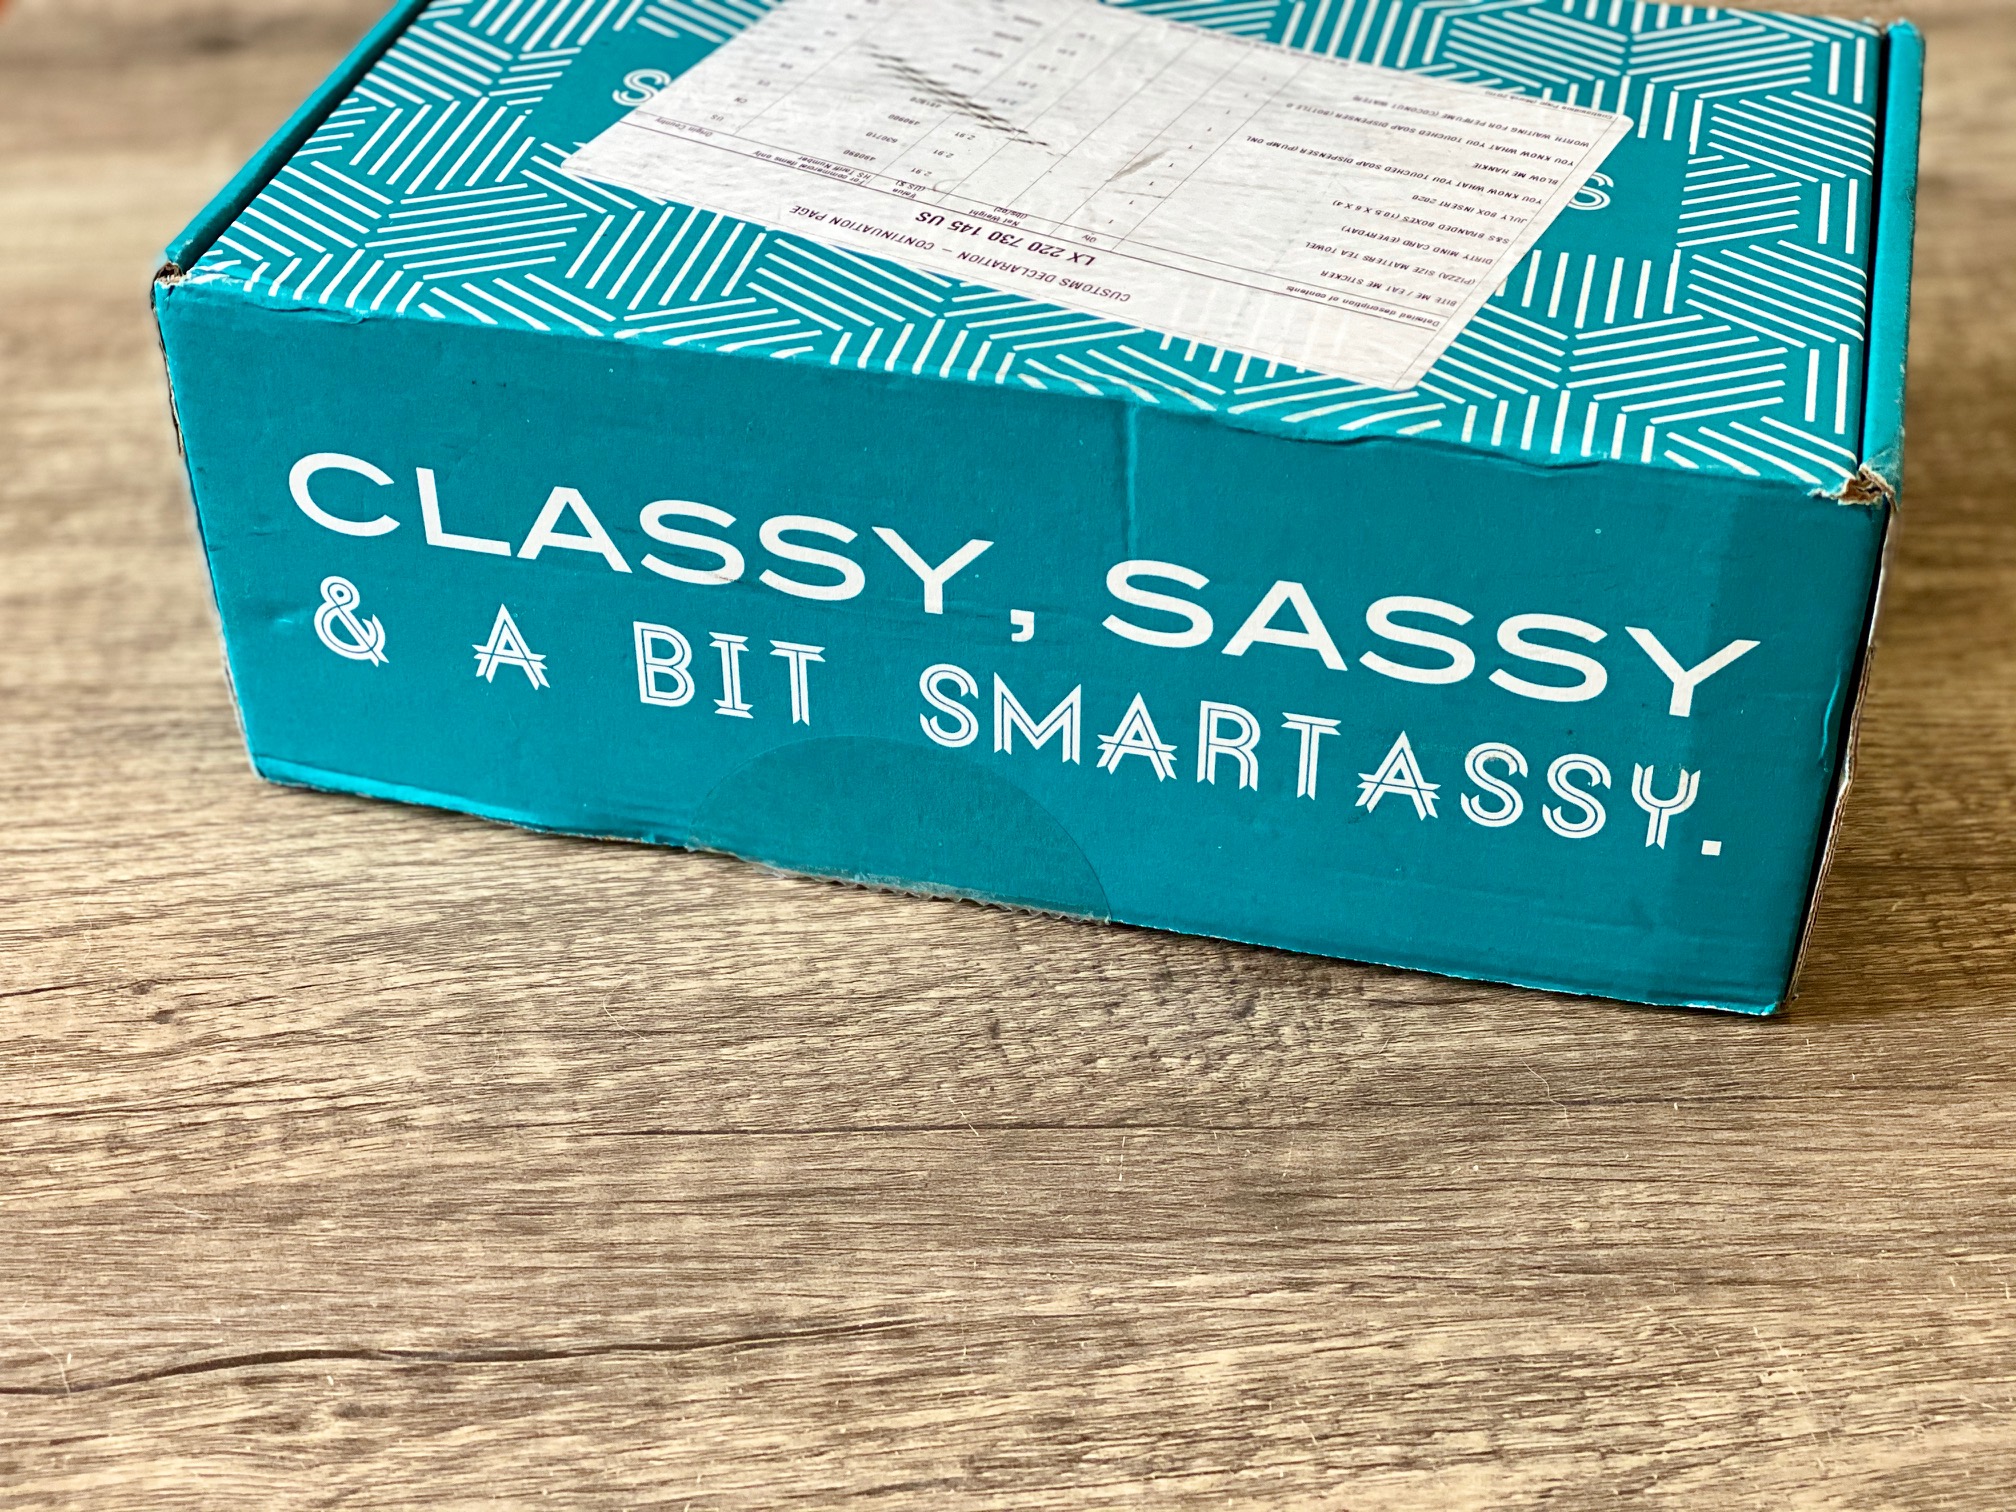 CLASSY, SASSY
& A BIT SMARTASSY.
CUSTOMS DECLARATION — CONTINUATION PAGE
LX 220 730 145 US
Detailed description of contents
Qty
Net Weight
(lbs/oz)
Value
(US $)
For commercial items only
HS Tariff Number
Origin Country
BITE ME / EAT ME STICKER
(PIZZA) SIZE MATTERS TEA TOWEL
DIRTY MIND CARD (EVERYDAY)
S&S BRANDED BOXES (10.5 X 6 X 4)
JULY BOX INSERT 2020
YOU KNOW WHAT YOU TOUCHED SOAP DISPENSER (PUMP ONL
BLOW ME HANKIE
YOU KNOW WHAT YOU TOUCHED SOAP DISPENSER (BOTTLE O
WORTH WAITING FOR PERFUME (COCONUT WATER)